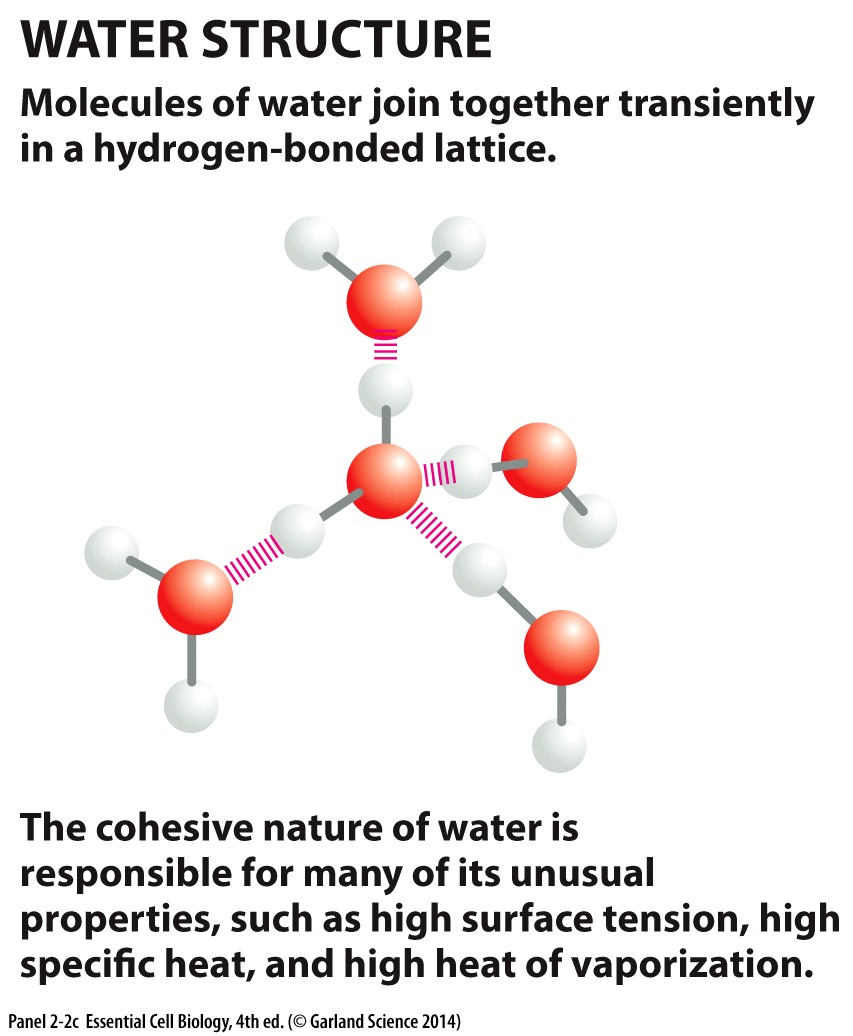 WATER STRUCTURE
Molecules of water join together transiently
in a hydrogen-bonded lattice.
The cohesive nature of water is
responsible for many of its unusual
properties, such as high surface tension, high
specific heat, and high heat of vaporization.
Panel 2-2c Essential Cell Biology, 4th ed. (© Garland Science 2014)